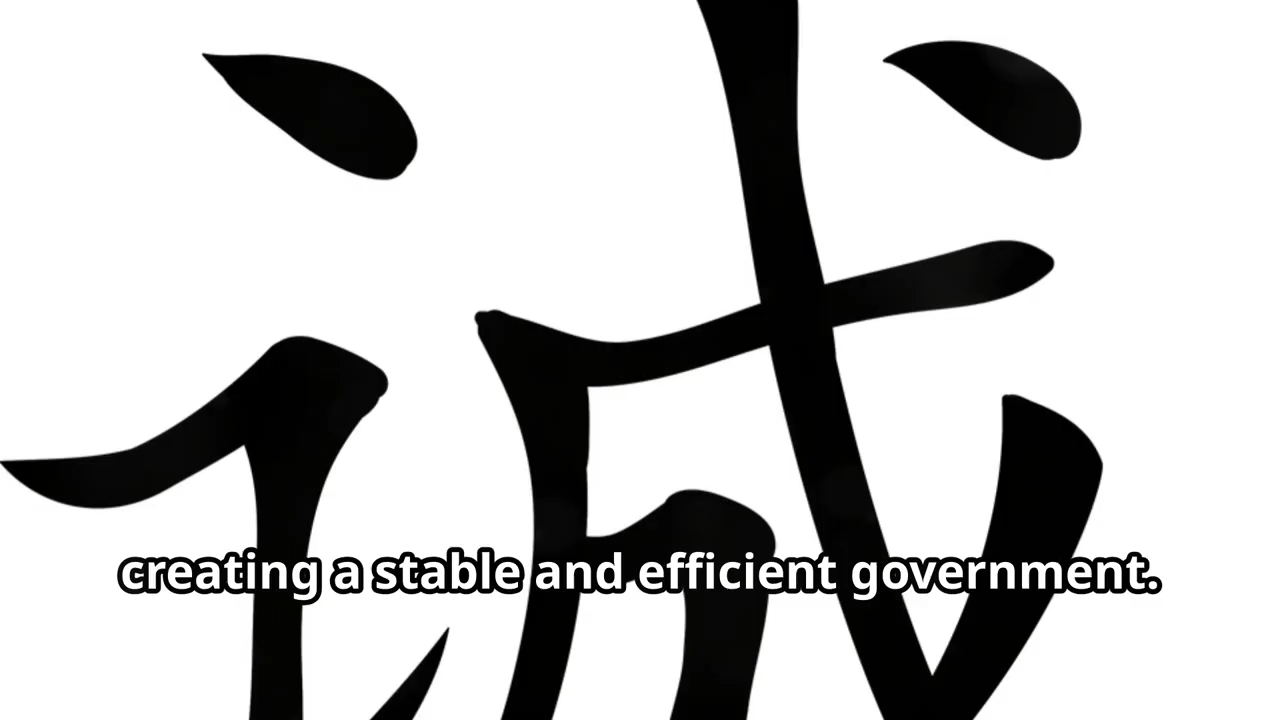 诚
creating a stable and efficient government.